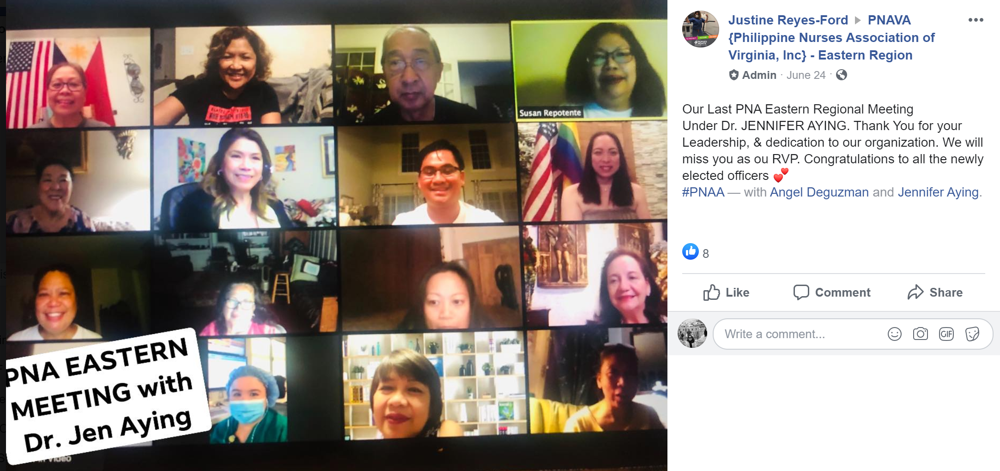 Susan Repotente
PNA EASTERN
MEETING with
Dr. Jen Aying
Video
Justine Reyes-Ford PNAVA
{Philippine Nurses Association of
Virginia, Inc} - Eastern Region
Admin · June 24 ·
Our Last PNA Eastern Regional Meeting
Under Dr. JENNIFER AYING. Thank You for your
Leadership, & dedication to our organization. We will
miss you as ou RVP. Congratulations to all the newly
elected officers 💕
#PNAA — with Angel Deguzman and Jennifer Aying.
8
Like Comment Share
Write a comment... GIF